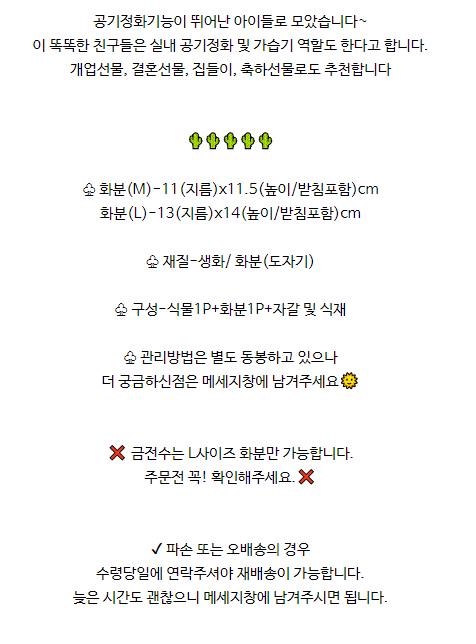 공기정화기능이 뛰어난 아이들로 모았습니다~
이 똑똑한 친구들은 실내 공기정화 및 가습기 역할도 한다고 합니다.
개업선물, 결혼선물, 집들이, 축하선물로도 추천합니다
🌵🌵🌵🌵🌵
♧ 화분(M)-11(지름)x11.5(높이/받침포함)cm
화분(L)-13(지름)x14(높이/받침포함)cm
♧ 재질-생화/ 화분(도자기)
♧ 구성-식물1P+화분1P+자갈 및 식재
♧ 관리방법은 별도 동봉하고 있으나
더 궁금하신점은 메세지창에 남겨주세요🌞
❌ 금전수는 L사이즈 화분만 가능합니다.
주문전 꼭! 확인해주세요.❌
✓ 파손 또는 오배송의 경우
수령당일에 연락주셔야 재배송이 가능합니다.
늦은 시간도 괜찮으니 메세지창에 남겨주시면 됩니다.